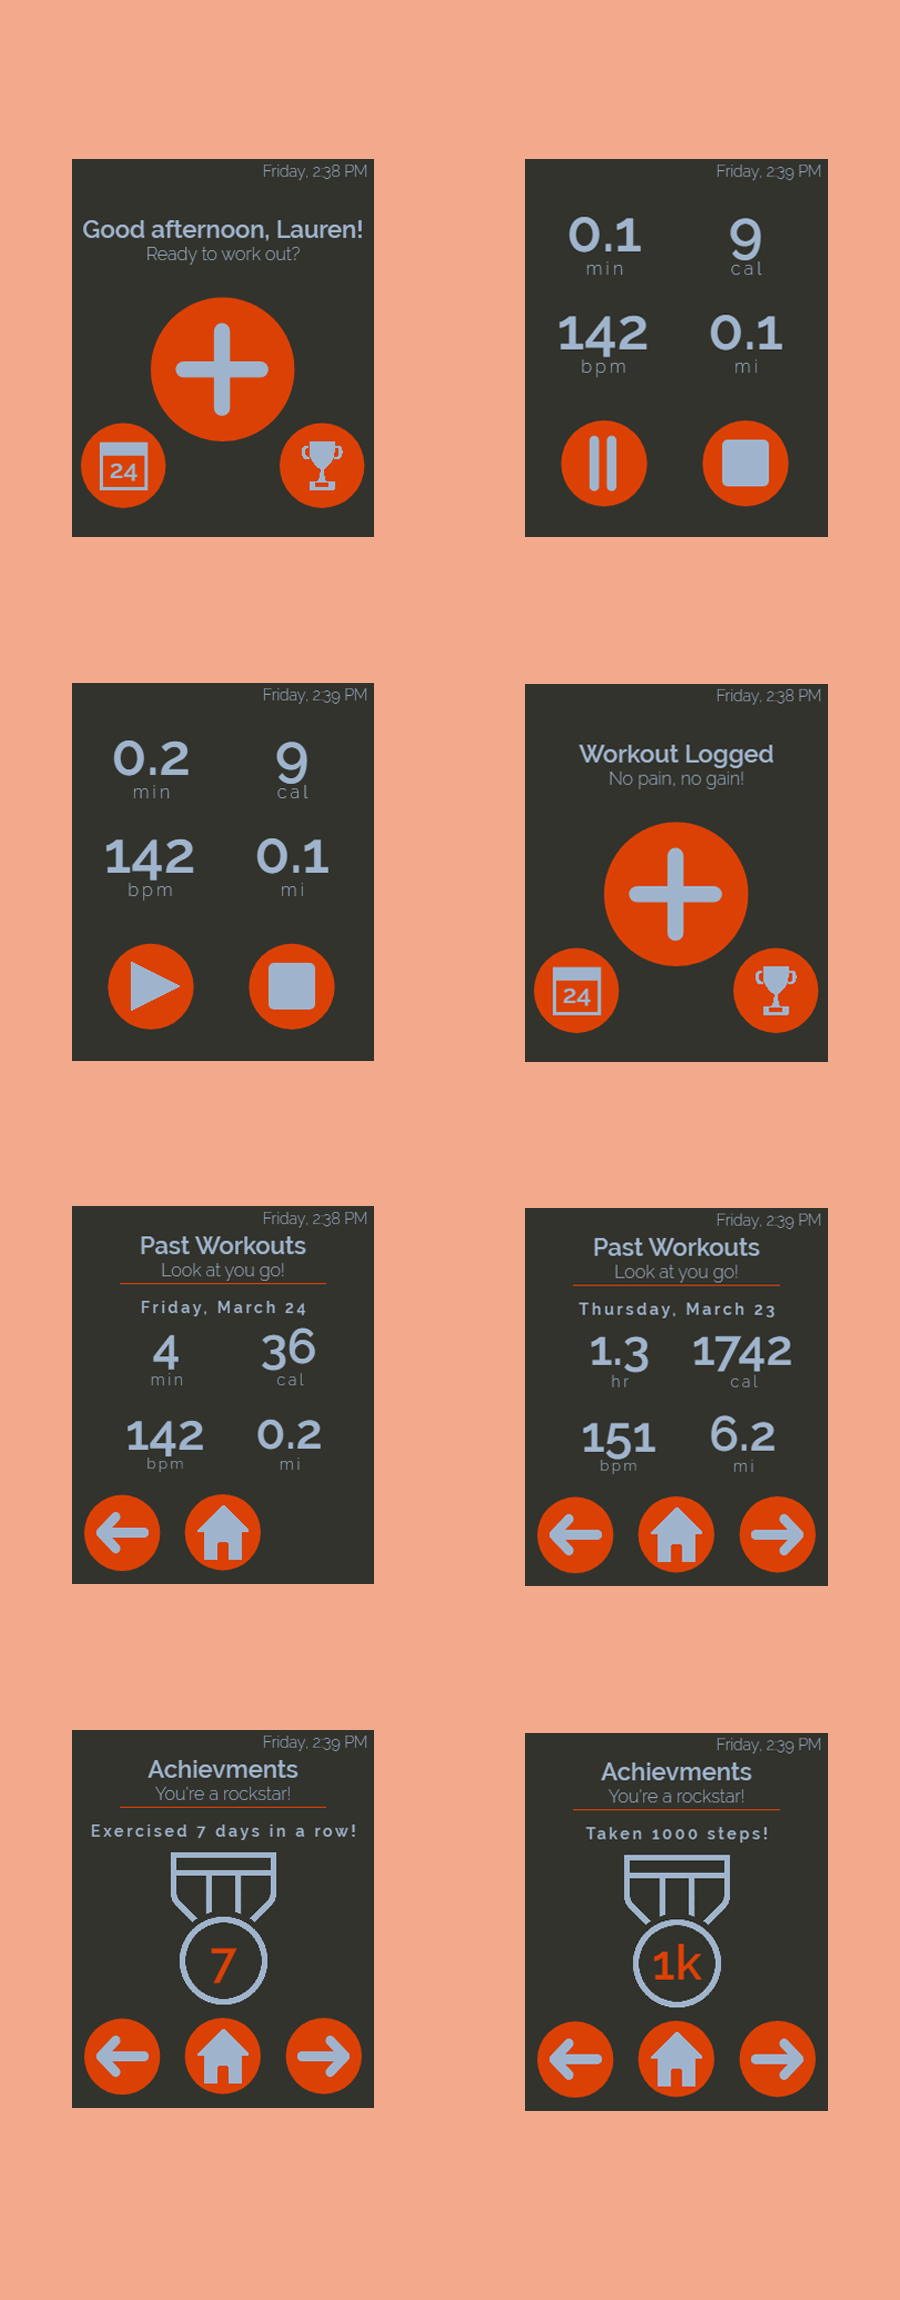 Friday, 2:38 PM
Good afternoon, Lauren!
Ready to work out?
24
Friday, 2:39 PM
0.1 9
min cal
142 0.1
bpm mi
Friday, 2:39 PM
0.2 9
min cal
142 0.1
bpm mi
Friday, 2:38 PM
Workout Logged
No pain, no gain!
24
Friday, 2:38 PM
Past Workouts
Look at you go!
Friday, March 24
4 36
min cal
142 0.2
bpm mi
Friday, 2:39 PM
Past Workouts
Look at you go!
Thursday, March 23
1.3 1742
hr cal
151 6.2
bpm mi
Friday, 2:39 PM
Achievments
You're a rockstar!
Exercised 7 days in a row!
7
Friday, 2:39 PM
Achievments
You're a rockstar!
Taken 1000 steps!
1k